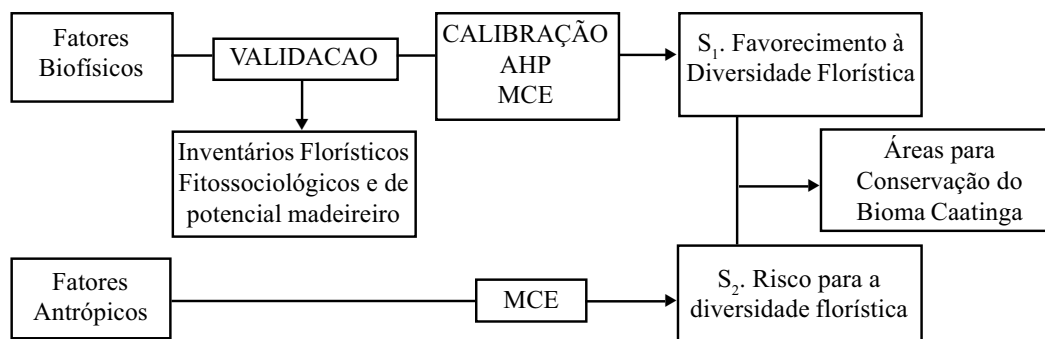 Fatores
Biofísicos
VALIDACAO
CALIBRAÇÃO
AHP
MCE
S₁. Favorecimento à
Diversidade Florística
Inventários Florísticos
Fitossociológicos e de
potencial madeireiro
Áreas para
Conservação do
Bioma Caatinga
Fatores
Antrópicos
MCE
S₂. Risco para a
diversidade florística